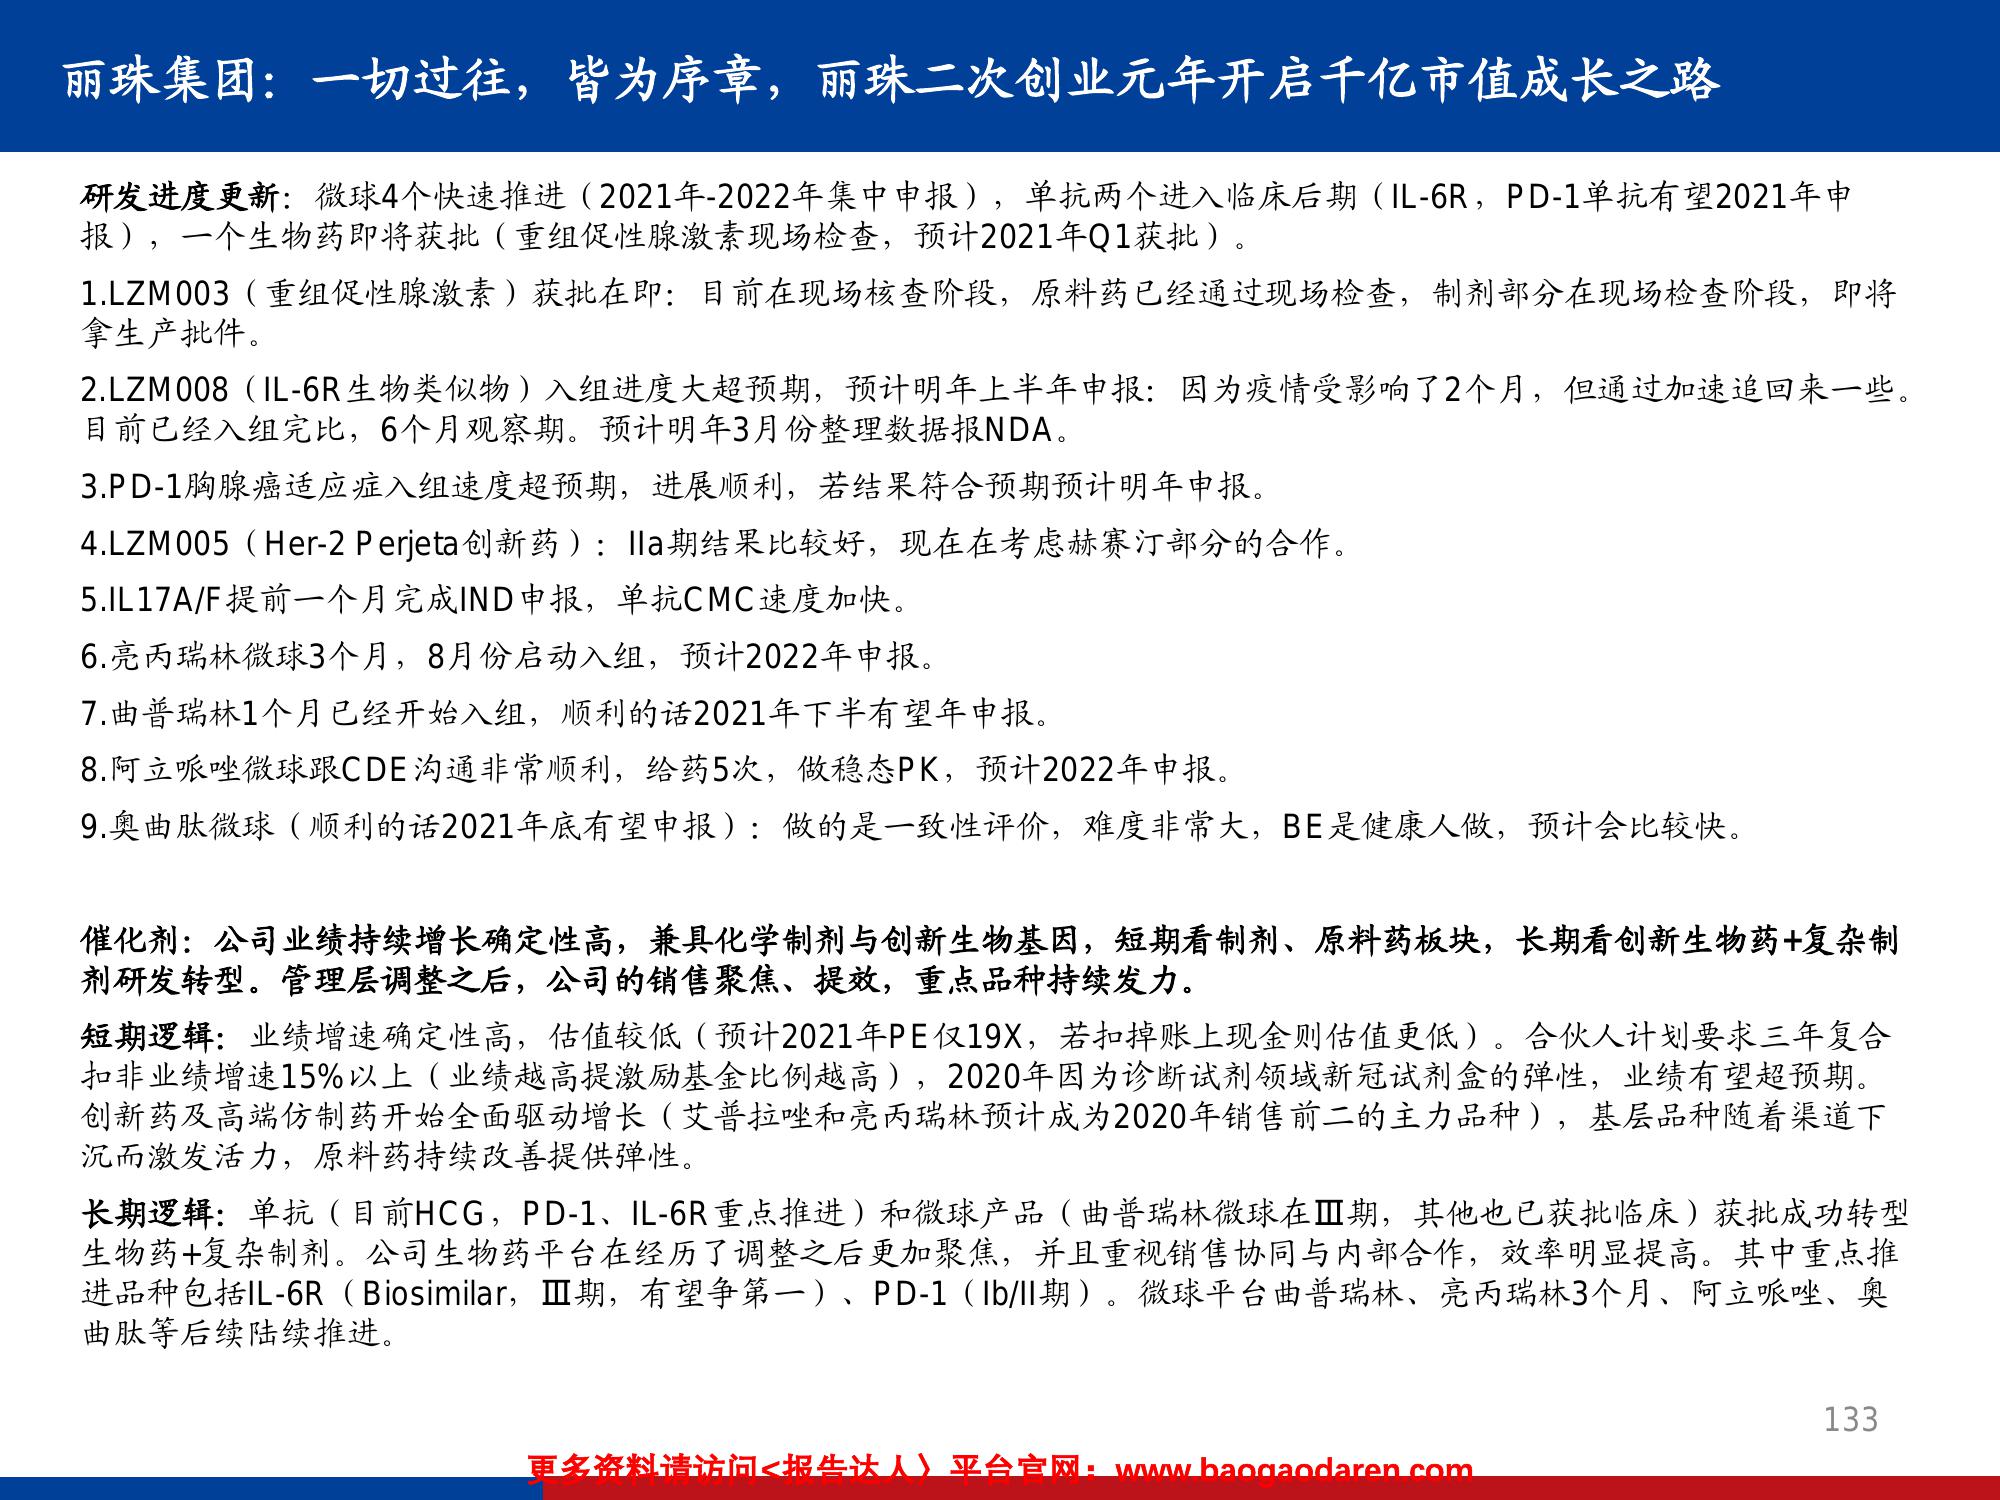 丽珠集团：一切过往，皆为序章，丽珠二次创业元年开启千亿市值成长之路
研发进度更新：微球4个快速推进（2021年-2022年集中申报），单抗两个进入临床后期（IL-6R，PD-1单抗有望2021年申
报），一个生物药即将获批（重组促性腺激素现场检查，预计2021年Q1获批）。
1.LZM003（重组促性腺激素）获批在即：目前在现场核查阶段，原料药已经通过现场检查，制剂部分在现场检查阶段，即将
拿生产批件。
2.LZM008（IL-6R生物类似物）入组进度大超预期，预计明年上半年申报：因为疫情受影响了2个月，但通过加速追回来一些。
目前已经入组完比，6个月观察期。预计明年3月份整理数据报NDA。
3.PD-1胸腺癌适应症入组速度超预期，进展顺利，若结果符合预期预计明年申报。
4.LZM005（Her-2 Perjeta创新药）：IIa期结果比较好，现在在考虑赫赛汀部分的合作。
5.IL17A/F提前一个月完成IND申报，单抗CMC速度加快。
6.亮丙瑞林微球3个月，8月份启动入组，预计2022年申报。
7.曲普瑞林1个月已经开始入组，顺利的话2021年下半有望年申报。
8.阿立哌唑微球跟CDE沟通非常顺利，给药5次，做稳态PK，预计2022年申报。
9.奥曲肽微球（顺利的话2021年底有望申报）：做的是一致性评价，难度非常大，BE是健康人做，预计会比较快。
催化剂：公司业绩持续增长确定性高，兼具化学制剂与创新生物基因，短期看制剂、原料药板块，长期看创新生物药+复杂制
剂研发转型。管理层调整之后，公司的销售聚焦、提效，重点品种持续发力。
短期逻辑：业绩增速确定性高，估值较低（预计2021年PE仅19X，若扣掉账上现金则估值更低）。合伙人计划要求三年复合
扣非业绩增速15%以上（业绩越高提激励基金比例越高），2020年因为诊断试剂领域新冠试剂盒的弹性，业绩有望超预期。
创新药及高端仿制药开始全面驱动增长（艾普拉唑和亮丙瑞林预计成为2020年销售前二的主力品种），基层品种随着渠道下
沉而激发活力，原料药持续改善提供弹性。
长期逻辑：单抗（目前HCG，PD-1、IL-6R重点推进）和微球产品（曲普瑞林微球在Ⅲ期，其他也已获批临床）获批成功转型
生物药+复杂制剂。公司生物药平台在经历了调整之后更加聚焦，并且重视销售协同与内部合作，效率明显提高。其中重点推
进品种包括IL-6R（Biosimilar，Ⅲ期，有望争第一）、PD-1（Ib/II期）。微球平台曲普瑞林、亮丙瑞林3个月、阿立哌唑、奥
曲肽等后续陆续推进。
133
更多资料请访问<报告达人〉平台官网：www.baogaodaren.com